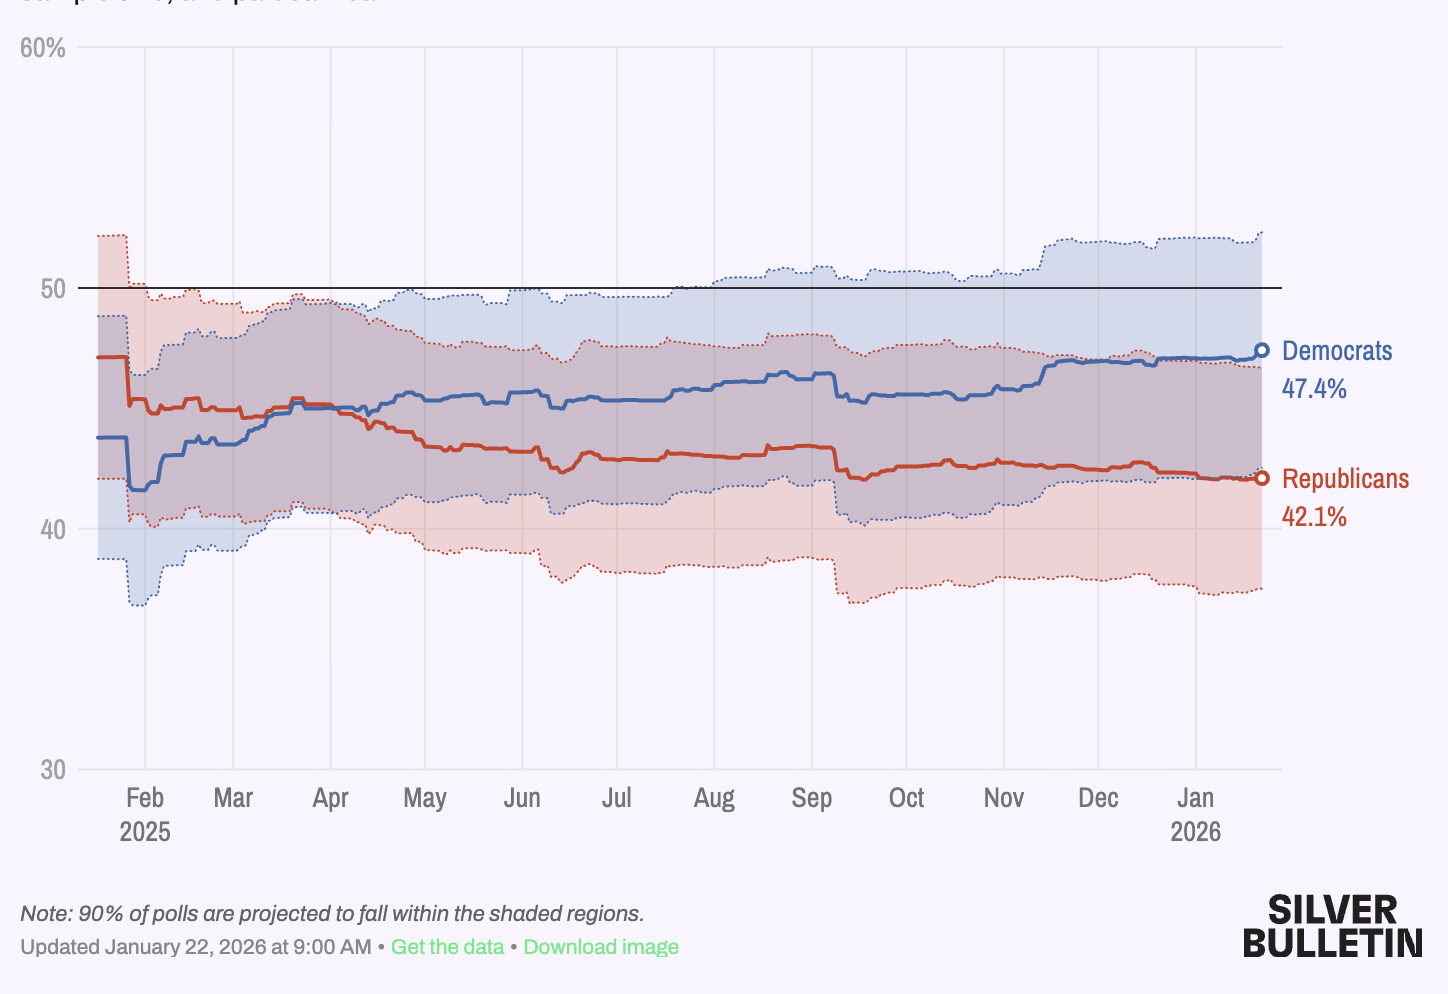 60%
50
40
30
Democrats
47.4%
Republicans
42.1%
Feb Mar Apr May Jun Jul Aug Sep Oct Nov Dec Jan
2025 2026
Note: 90% of polls are projected to fall within the shaded regions.
Updated January 22, 2026 at 9:00 AM • Get the data • Download image
SILVER
BULLETIN